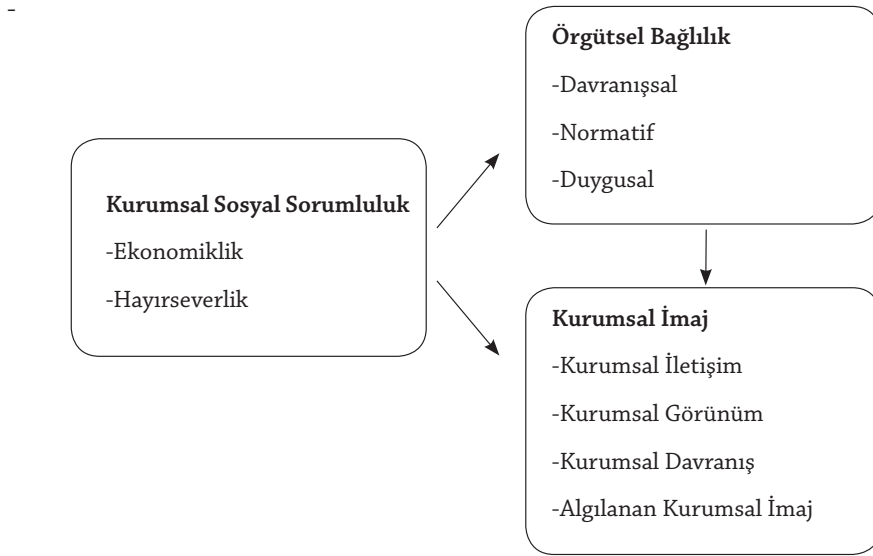 -
Örgütsel Bağlılık
-Davranışsal
-Normatif
-Duygusal
Kurumsal Sosyal Sorumluluk
-Ekonomiklik
-Hayırseverlik
Kurumsal İmaj
-Kurumsal İletişim
-Kurumsal Görünüm
-Kurumsal Davranış
-Algılanan Kurumsal İmaj